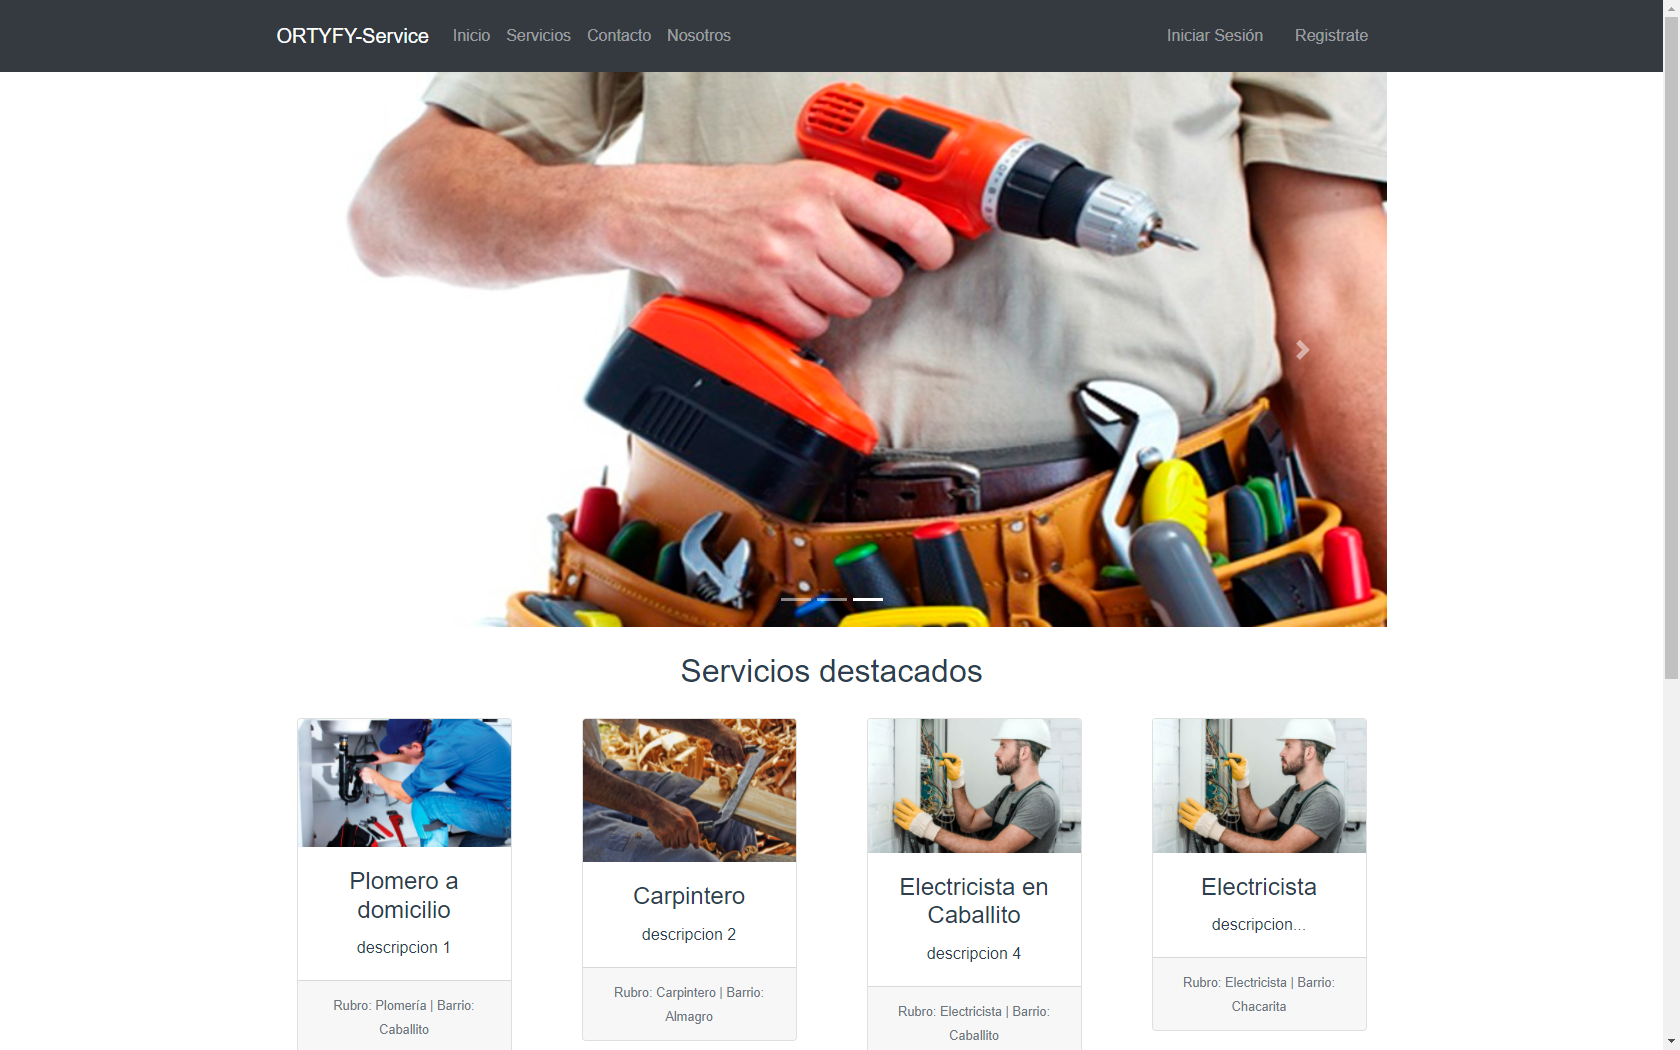 ORTYFY-Service Inicio Servicios Contacto Nosotros Iniciar Sesión Registrate
Servicios destacados
Plomero a
domicilio
descripcion 1
Rubro: Plomería | Barrio:
Caballito
Carpintero
descripcion 2
Rubro: Carpintero | Barrio:
Almagro
Electricista en
Caballito
descripcion 4
Rubro: Electricista | Barrio:
Caballito
Electricista
descripcion...
Rubro: Electricista | Barrio:
Chacarita